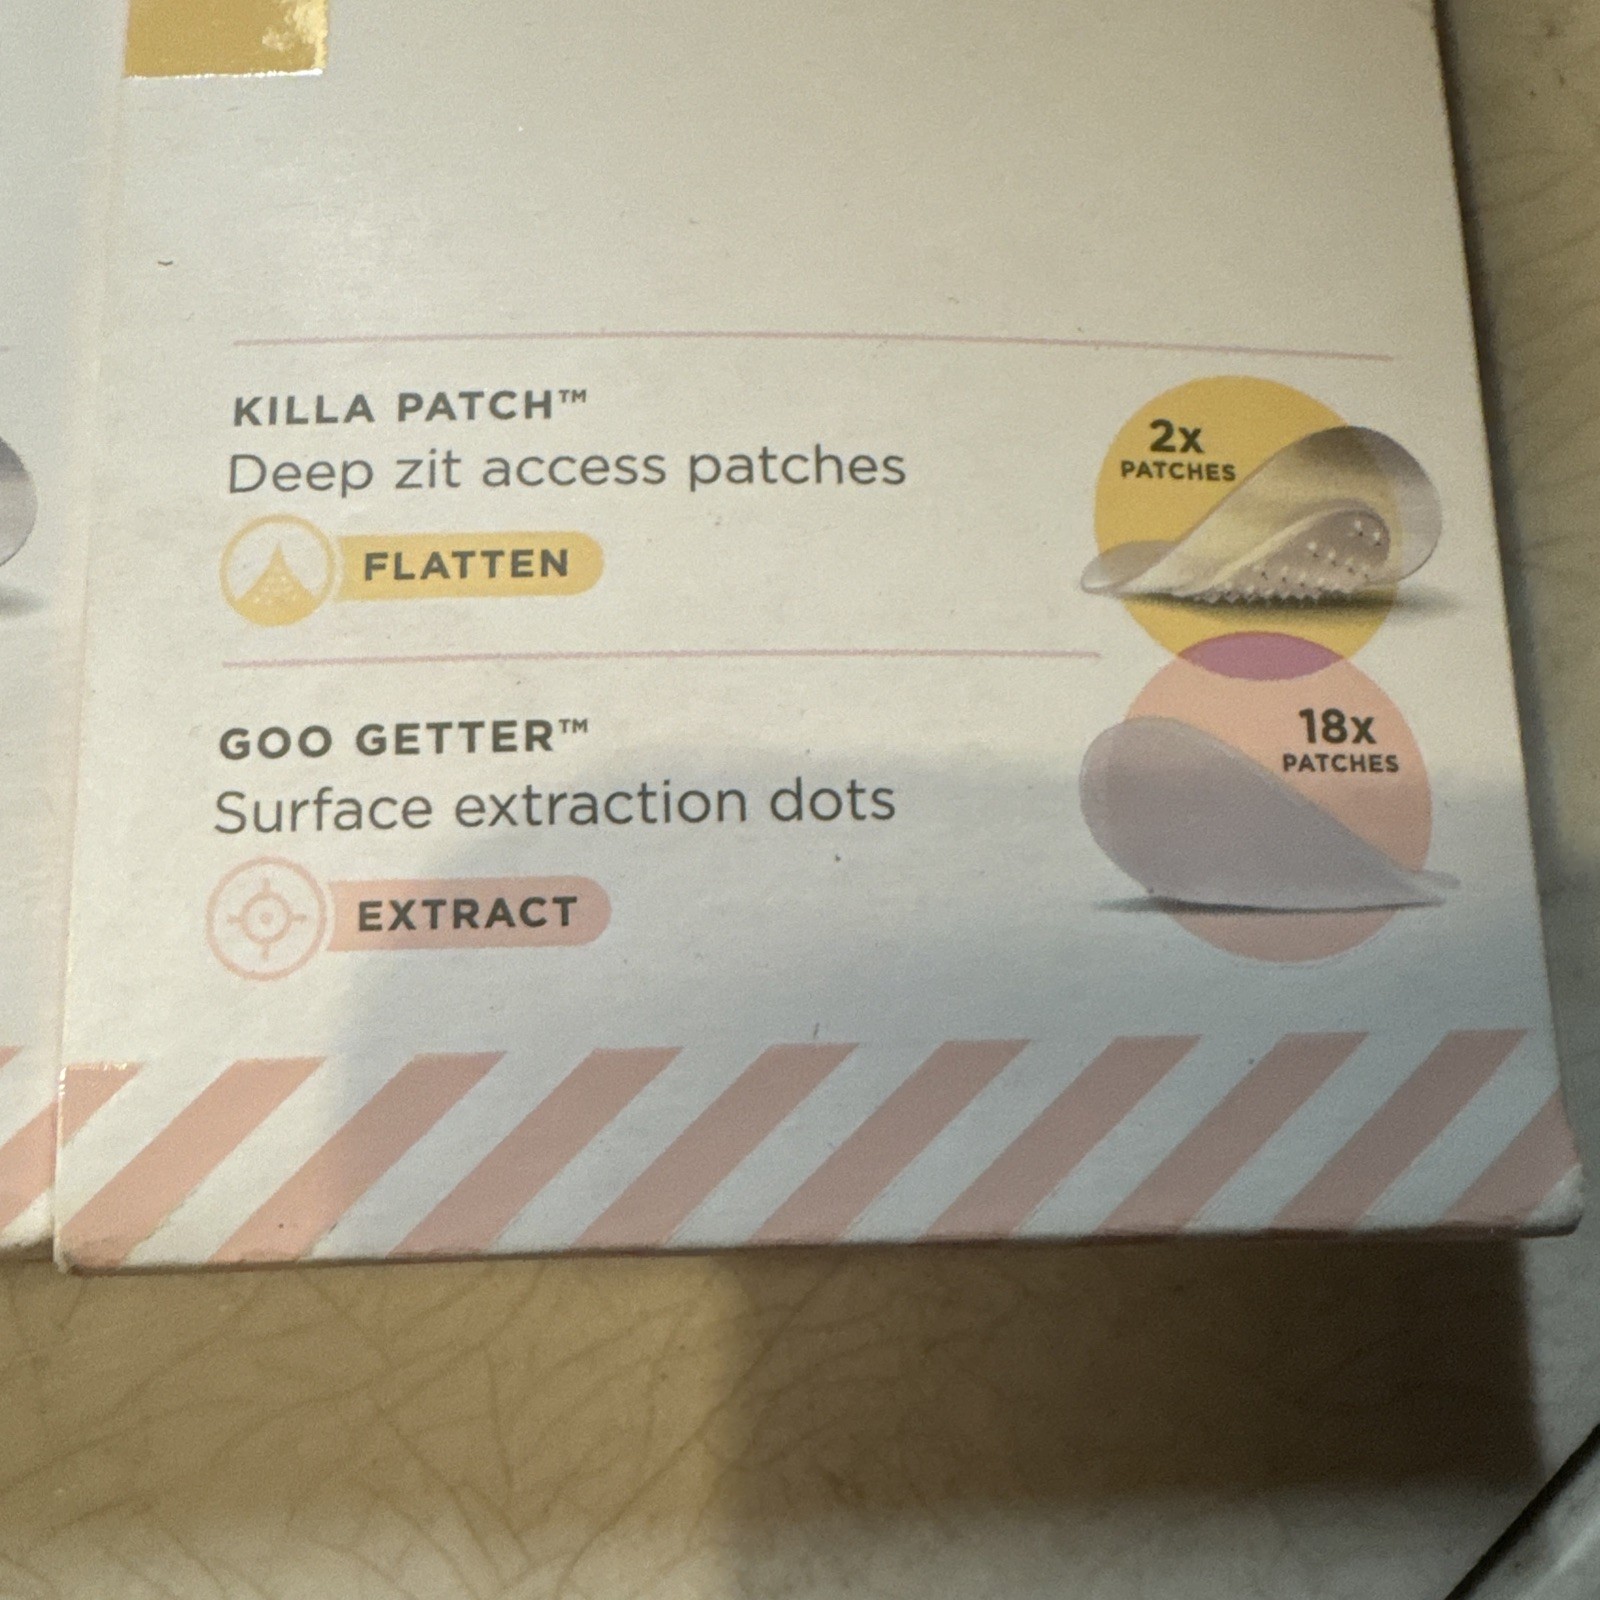 KILLA PATCH™
Deep zit access patches
FLATTEN
2x
PATCHES
GOO GETTER™
Surface extraction dots
EXTRACT
18x
PATCHES